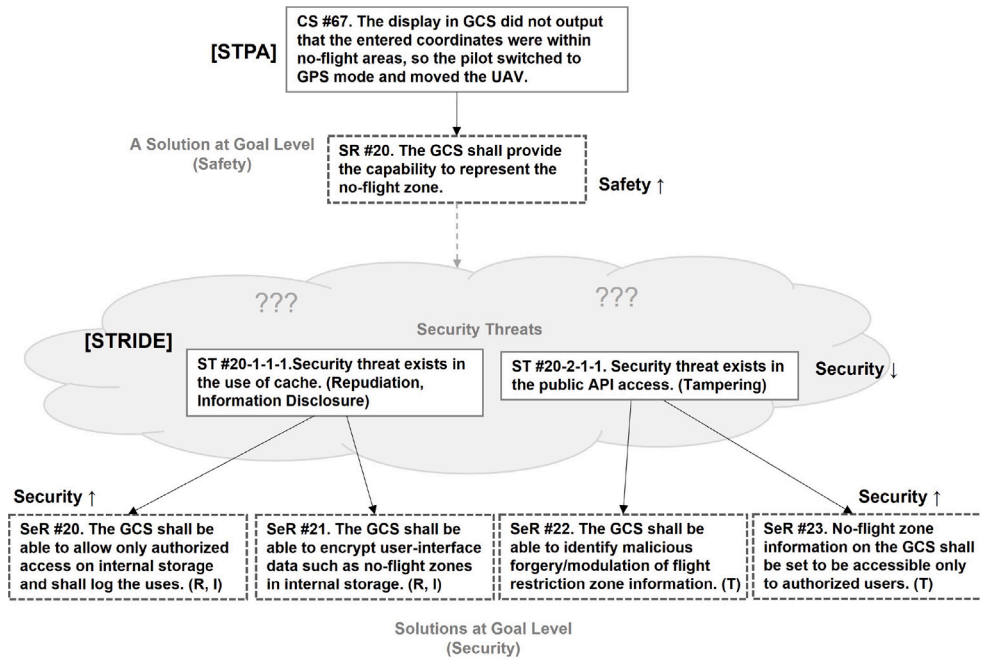 CS #67. The display in GCS did not output
that the entered coordinates were within
no-flight areas, so the pilot switched to
GPS mode and moved the UAV.
[STPA]
A Solution at Goal Level
(Safety)
SR #20. The GCS shall provide
the capability to represent the
no-flight zone.
Safety ↑
???
???
Security Threats
[STRIDE]
ST #20-1-1-1.Security threat exists in
the use of cache. (Repudiation,
Information Disclosure)
ST #20-2-1-1. Security threat exists in
the public API access. (Tampering)
Security ↓
Security ↑
Security ↑
SeR #20. The GCS shall be
able to allow only authorized
access on internal storage
and shall log the uses. (R, I)
SeR #21. The GCS shall be
able to encrypt user-interface
data such as no-flight zones
in internal storage. (R, I)
SeR #22. The GCS shall be
able to identify malicious
forgery/modulation of flight
restriction zone information. (T)
SeR #23. No-flight zone
information on the GCS shall
be set to be accessible only
to authorized users. (T)
Solutions at Goal Level
(Security)